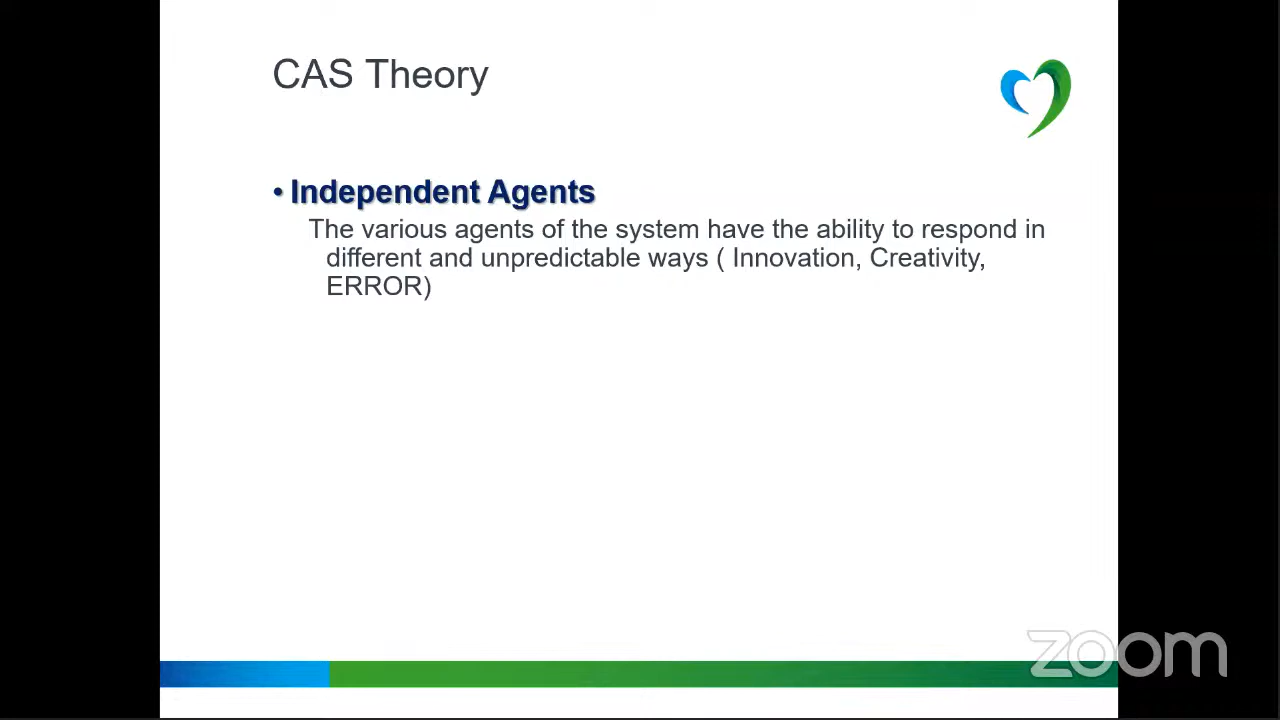 CAS Theory
• Independent Agents
The various agents of the system have the ability to respond in
different and unpredictable ways ( Innovation, Creativity,
ERROR)
zoom